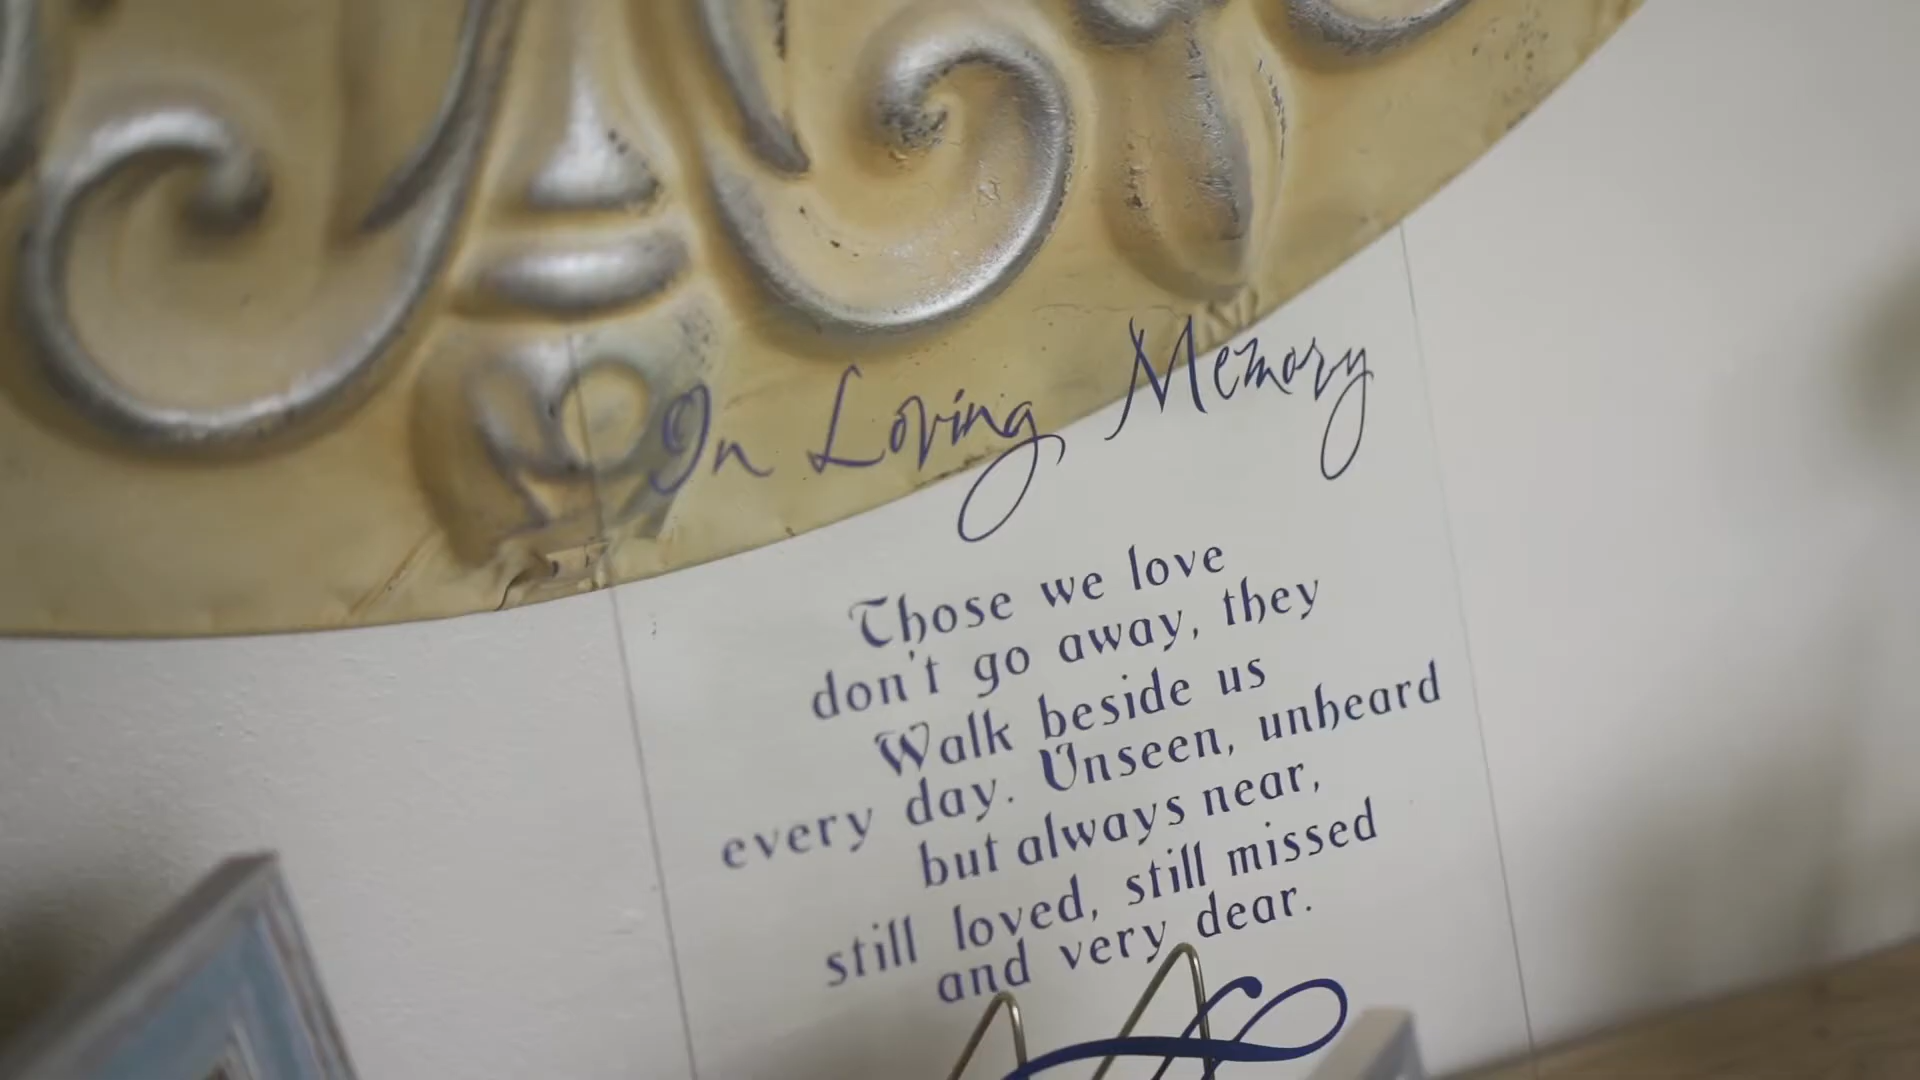 In Loving Memory
Those we love
don't go away, they
Walk beside us
every day. Unseen, unheard
but always near,
still loved, still missed
and very dear.